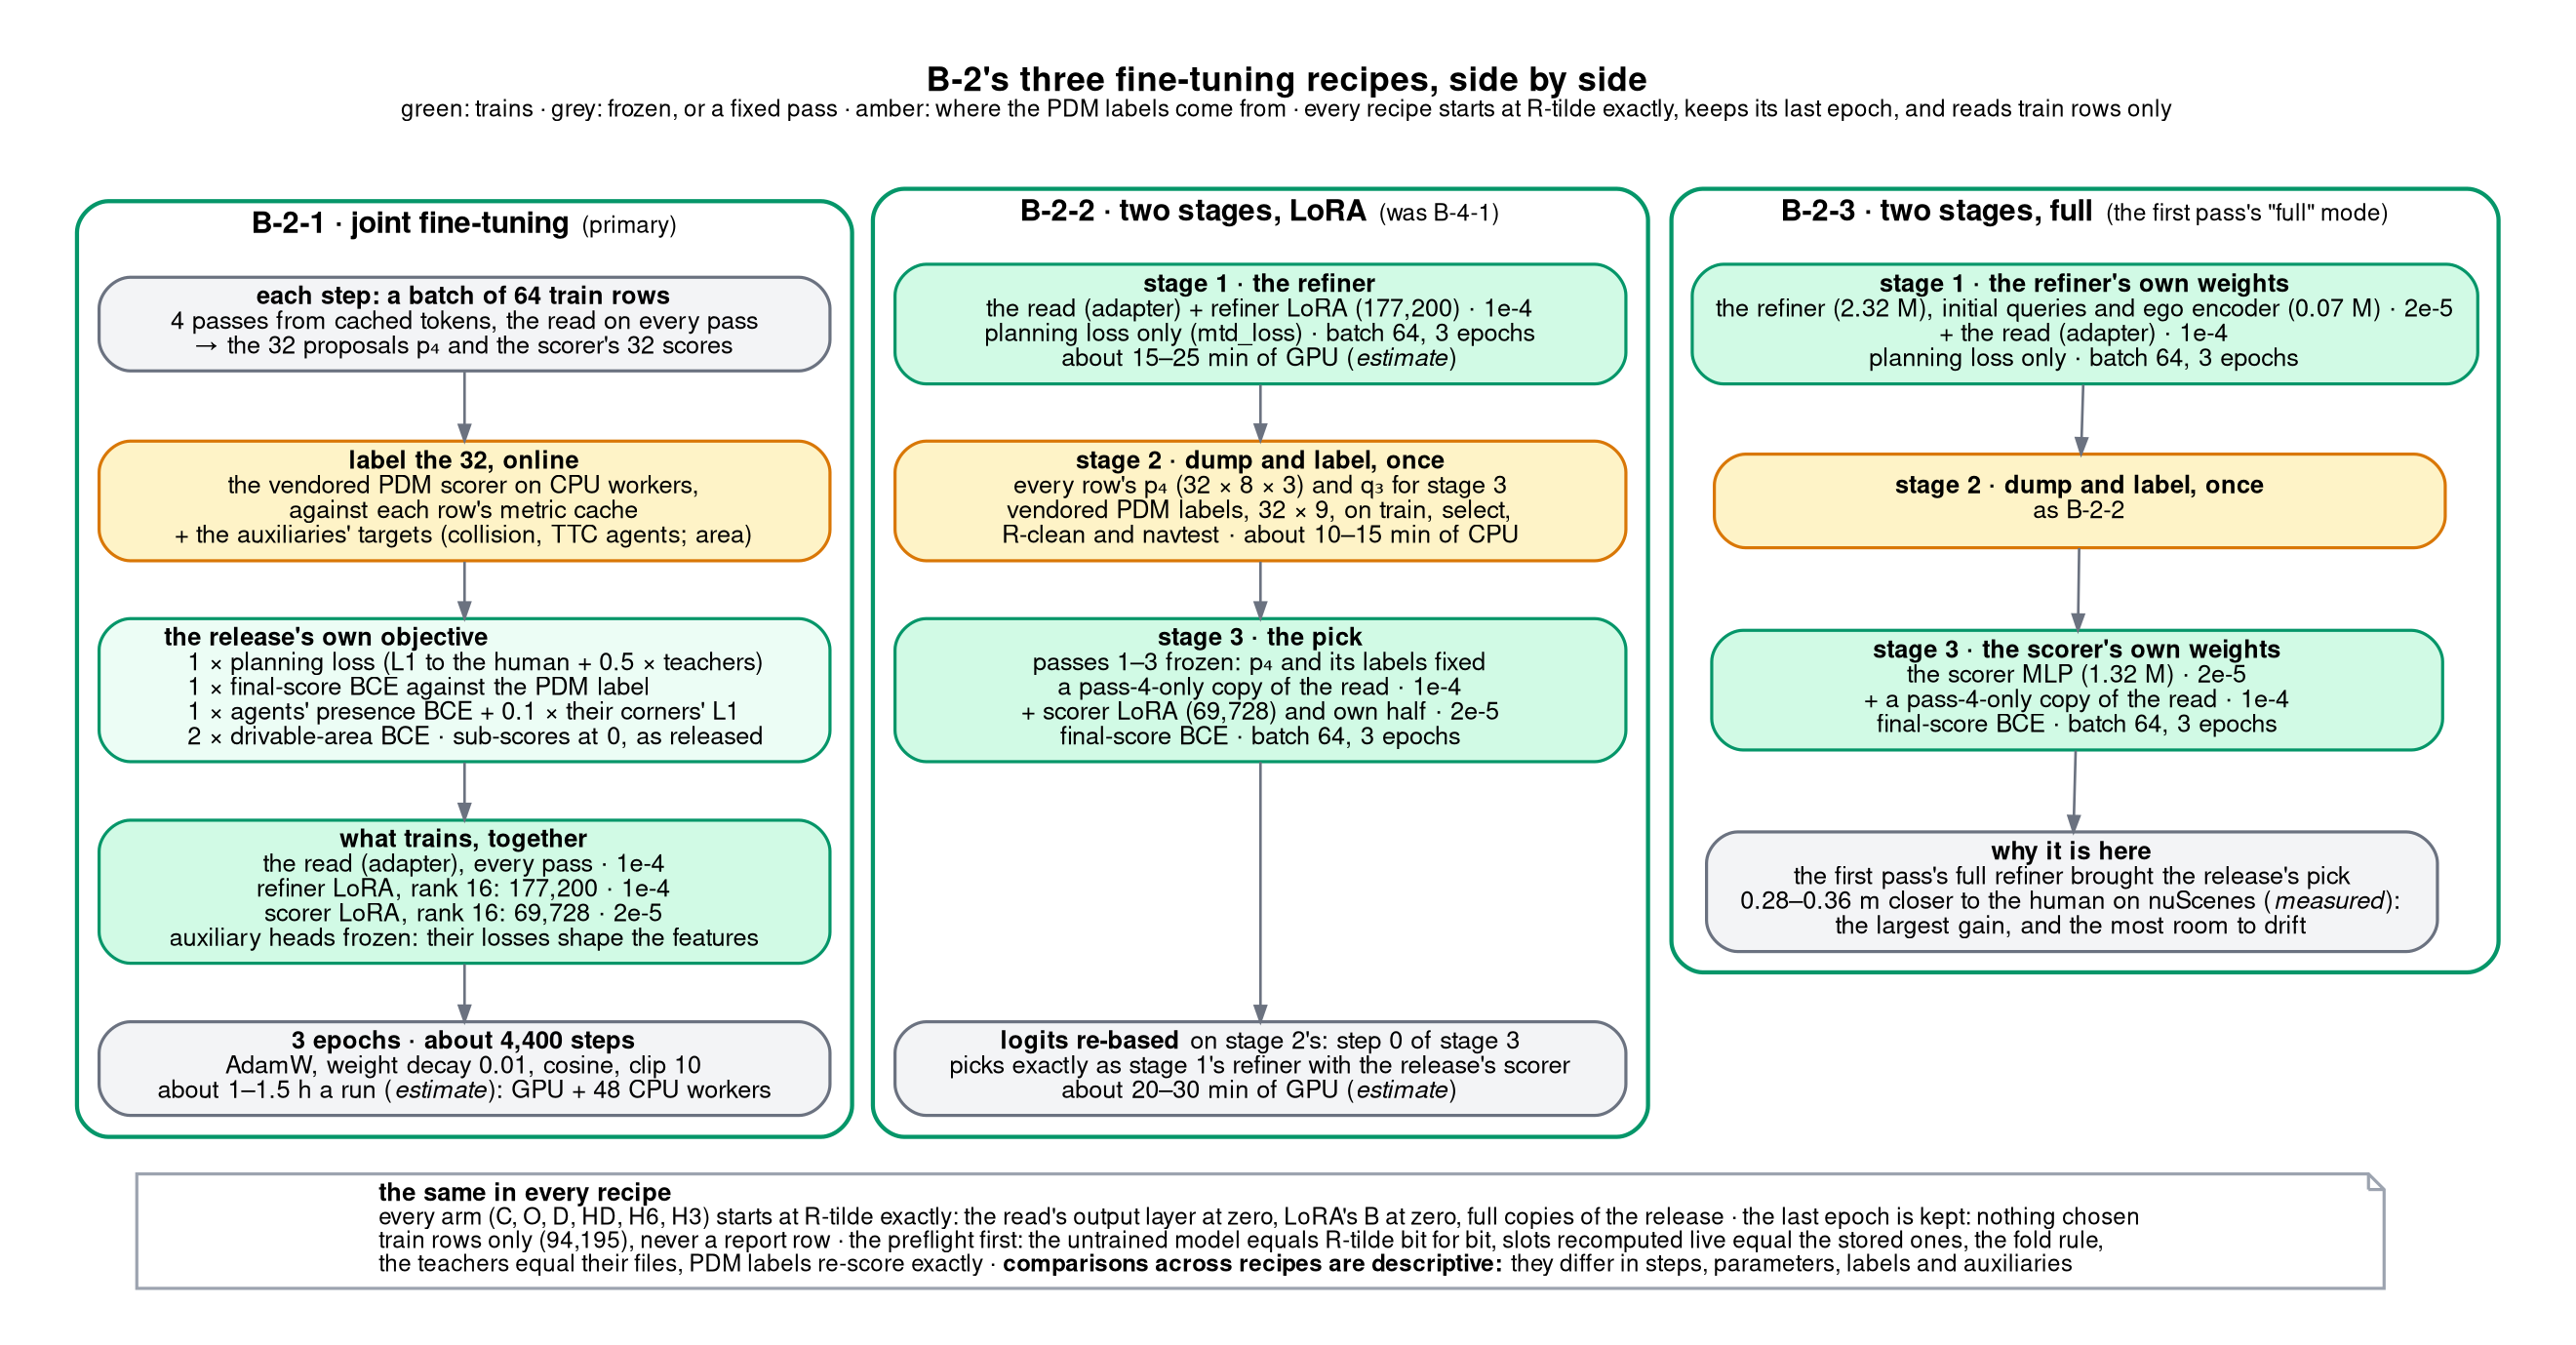 B-2's three fine-tuning recipes, side by side
green: trains · grey: frozen, or a fixed pass · amber: where the PDM labels come from · every recipe starts at R-tilde exactly, keeps its last epoch, and reads train rows only
B-2-1 · joint fine-tuning (primary)
each step: a batch of 64 train rows
4 passes from cached tokens, the read on every pass
→ the 32 proposals p₄ and the scorer's 32 scores
label the 32, online
the vendored PDM scorer on CPU workers,
against each row's metric cache
+ the auxiliaries' targets (collision, TTC agents; area)
the release's own objective
1 × planning loss (L1 to the human + 0.5 × teachers)
1 × final-score BCE against the PDM label
1 × agents' presence BCE + 0.1 × their corners' L1
2 × drivable-area BCE · sub-scores at 0, as released
what trains, together
the read (adapter), every pass · 1e-4
refiner LoRA, rank 16: 177,200 · 1e-4
scorer LoRA, rank 16: 69,728 · 2e-5
auxiliary heads frozen: their losses shape the features
3 epochs · about 4,400 steps
AdamW, weight decay 0.01, cosine, clip 10
about 1–1.5 h a run (estimate): GPU + 48 CPU workers
B-2-2 · two stages, LoRA (was B-4-1)
stage 1 · the refiner
the read (adapter) + refiner LoRA (177,200) · 1e-4
planning loss only (mtd_loss) · batch 64, 3 epochs
about 15–25 min of GPU (estimate)
stage 2 · dump and label, once
every row's p₄ (32 × 8 × 3) and q₃ for stage 3
vendored PDM labels, 32 × 9, on train, select,
R-clean and navtest · about 10–15 min of CPU
stage 3 · the pick
passes 1–3 frozen: p₄ and its labels fixed
a pass-4-only copy of the read · 1e-4
+ scorer LoRA (69,728) and own half · 2e-5
final-score BCE · batch 64, 3 epochs
logits re-based on stage 2's: step 0 of stage 3
picks exactly as stage 1's refiner with the release's scorer
about 20–30 min of GPU (estimate)
B-2-3 · two stages, full (the first pass's "full" mode)
stage 1 · the refiner's own weights
the refiner (2.32 M), initial queries and ego encoder (0.07 M) · 2e-5
+ the read (adapter) · 1e-4
planning loss only · batch 64, 3 epochs
stage 2 · dump and label, once
as B-2-2
stage 3 · the scorer's own weights
the scorer MLP (1.32 M) · 2e-5
+ a pass-4-only copy of the read · 1e-4
final-score BCE · batch 64, 3 epochs
why it is here
the first pass's full refiner brought the release's pick
0.28–0.36 m closer to the human on nuScenes (measured):
the largest gain, and the most room to drift
the same in every recipe
every arm (C, O, D, HD, H6, H3) starts at R-tilde exactly: the read's output layer at zero, LoRA's B at zero, full copies of the release · the last epoch is kept: nothing chosen
train rows only (94,195), never a report row · the preflight first: the untrained model equals R-tilde bit for bit, slots recomputed live equal the stored ones, the fold rule,
the teachers equal their files, PDM labels re-score exactly · comparisons across recipes are descriptive: they differ in steps, parameters, labels and auxiliaries